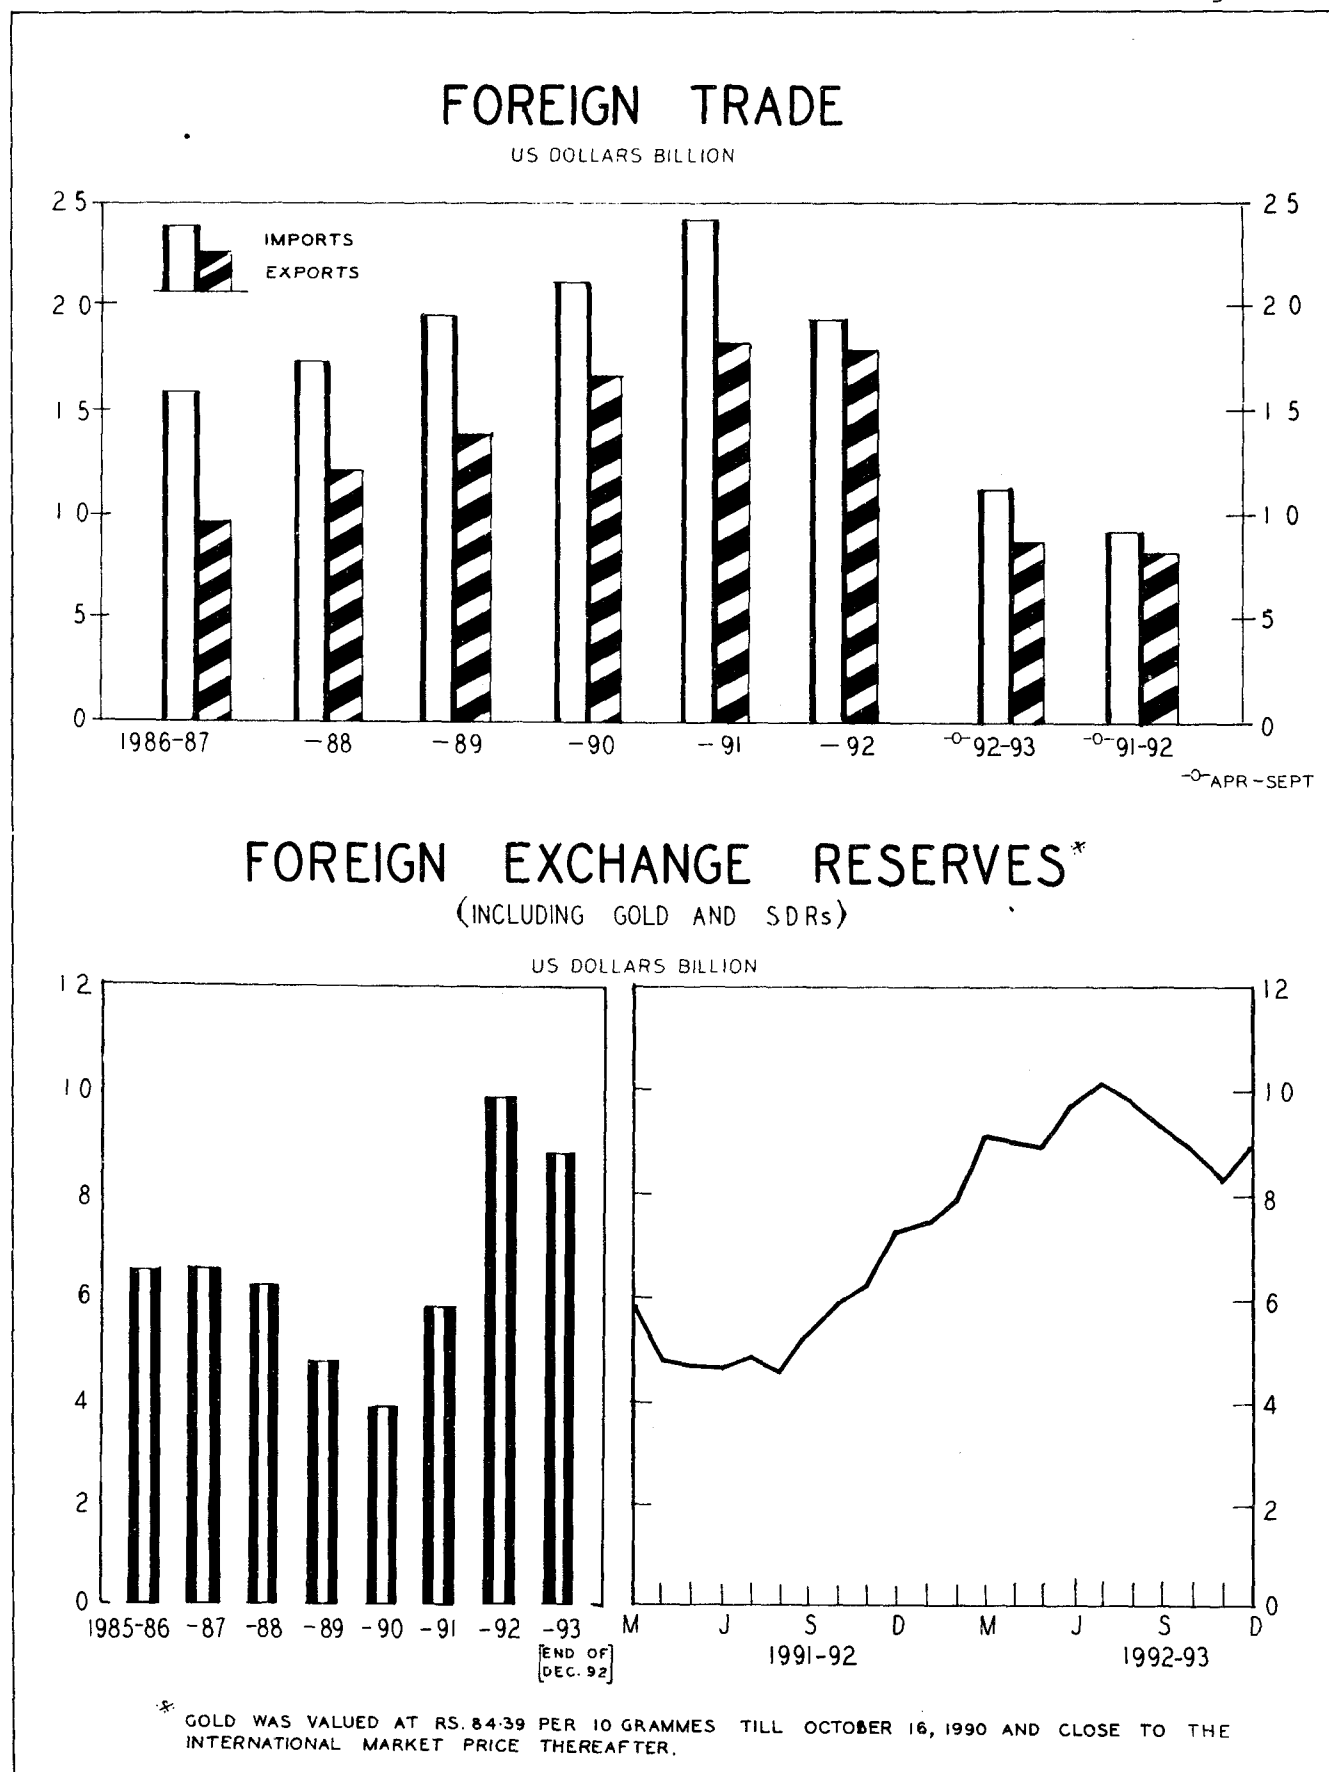 FOREIGN TRADE
US DOLLARS BILLION
25
20
15
10
5
0
25
20
15
10
5
0
IMPORTS
EXPORTS
1986-87 -88 -89 -90 -91 -92 -0-92-93 -0-91-92
-0-APR-SEPT
FOREIGN EXCHANGE RESERVES*
(INCLUDING GOLD AND SDRs)
US DOLLARS BILLION
12
10
8
6
4
2
0
12
10
8
6
4
2
0
1985-86 -87 -88 -89 -90 -91 -92 -93
[END OF
DEC. 92]
M J S D M J S D
1991-92 1992-93
* GOLD WAS VALUED AT RS. 84·39 PER 10 GRAMMES TILL OCTOBER 16, 1990 AND CLOSE TO THE
INTERNATIONAL MARKET PRICE THEREAFTER.